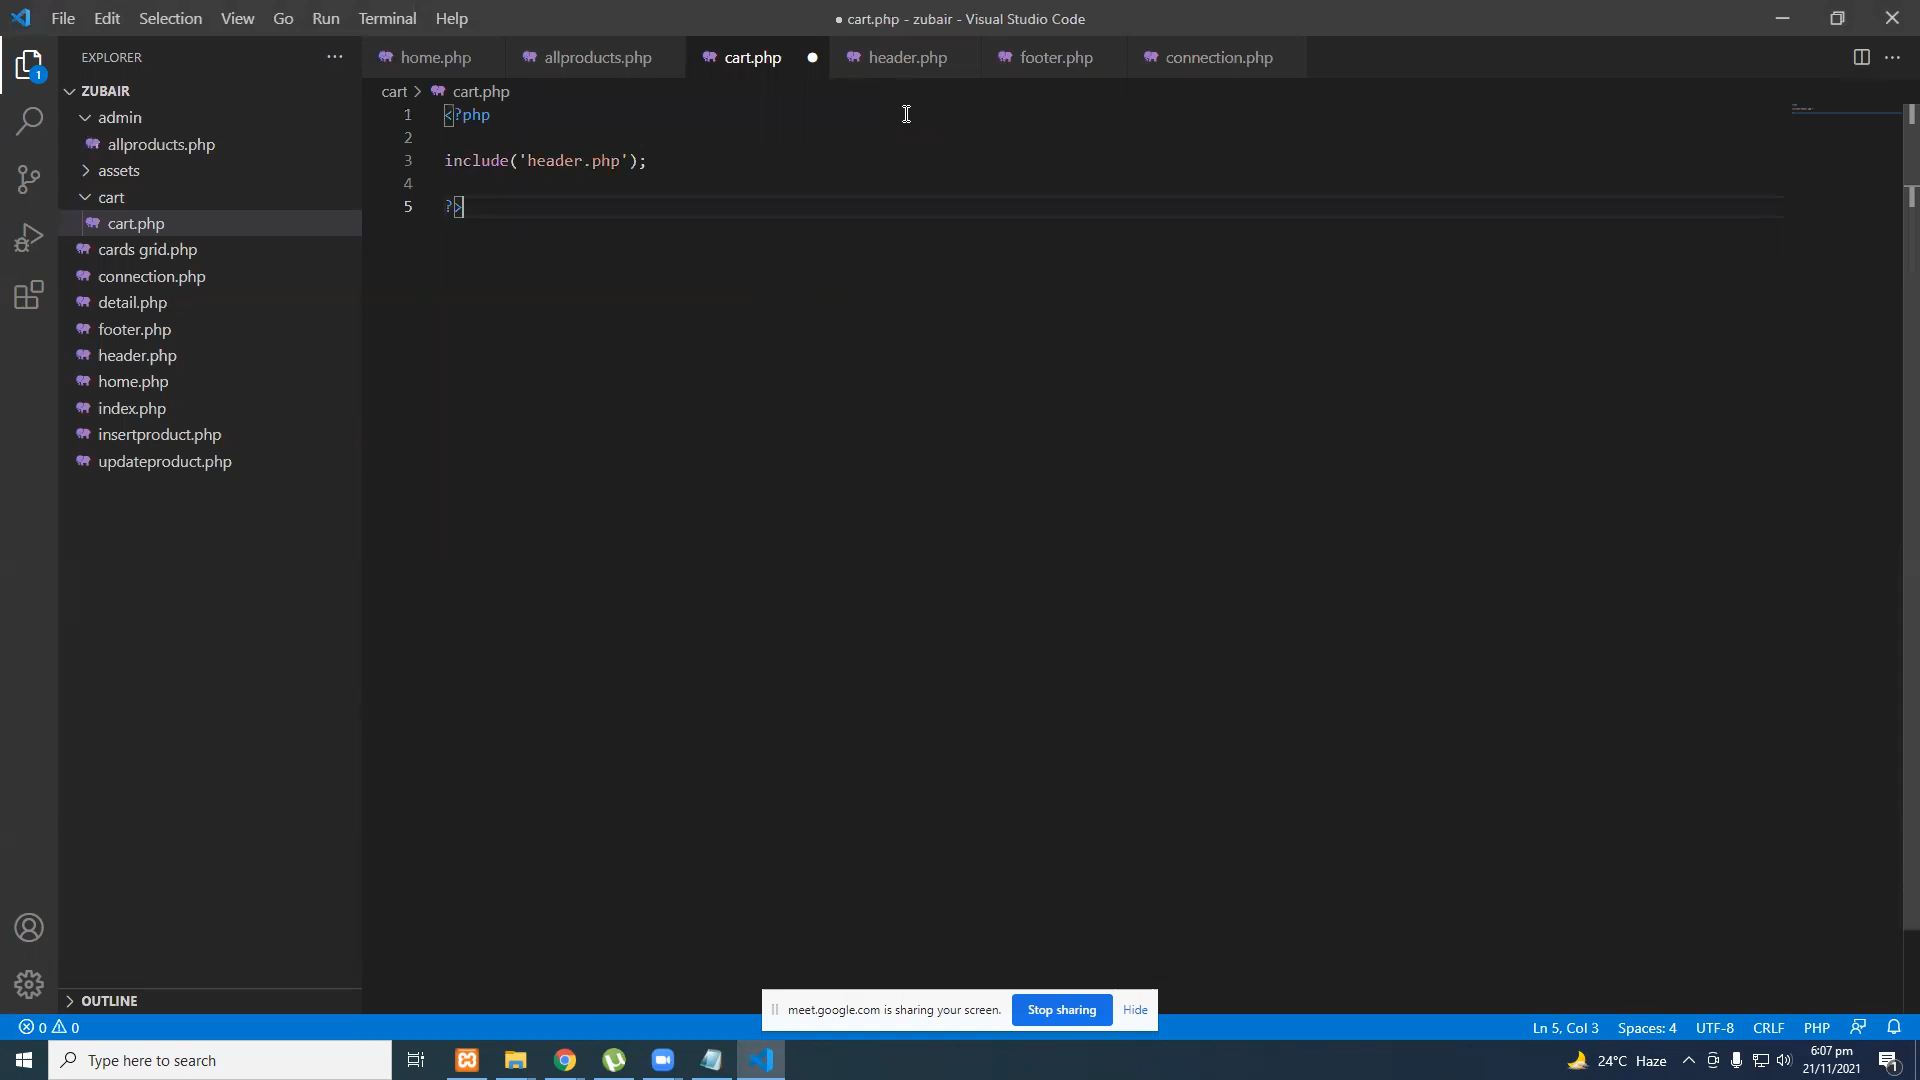 File Edit Selection View Go Run Terminal Help
● cart.php - zubair - Visual Studio Code
EXPLORER
home.php allproducts.php cart.php header.php footer.php connection.php
1
ZUBAIR
admin
allproducts.php
assets
cart
cart.php
cards grid.php
connection.php
detail.php
footer.php
header.php
home.php
index.php
insertproduct.php
updateproduct.php
OUTLINE
cart > cart.php
1 <?php
2
3 include('header.php');
4
5 ?>
meet.google.com is sharing your screen. Stop sharing Hide
0 0
Ln 5, Col 3 Spaces: 4 UTF-8 CRLF PHP
Type here to search
24°C Haze
6:07 pm
21/11/2021
1